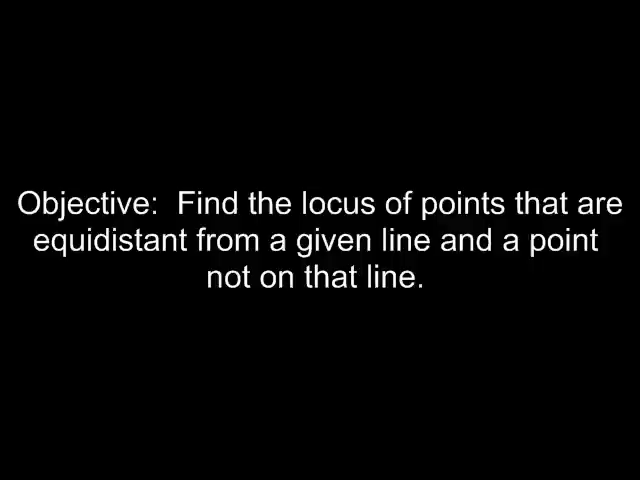 Objective:  Find the locus of points that are
equidistant from a given line and a point
not on that line.